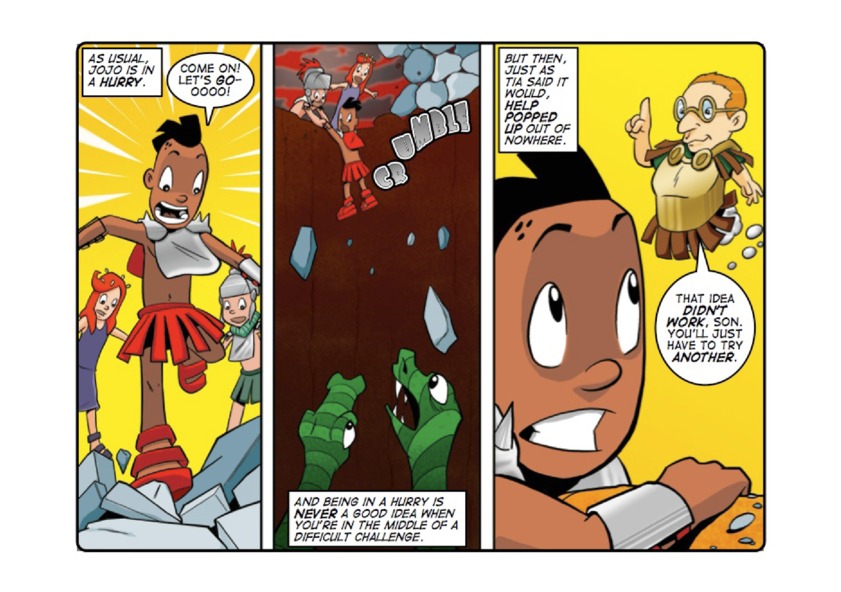 AS USUAL,
JOJO IS IN
A HURRY.
COME ON!
LET'S GO-
OOOO!
CRUMBLE
AND BEING IN A HURRY IS
NEVER A GOOD IDEA WHEN
YOU'RE IN THE MIDDLE OF A
DIFFICULT CHALLENGE.
BUT THEN,
JUST AS
TIA SAID IT
WOULD,
HELP
POPPED
UP OUT OF
NOWHERE.
THAT IDEA
DIDN'T
WORK, SON.
YOU'LL JUST
HAVE TO TRY
ANOTHER.